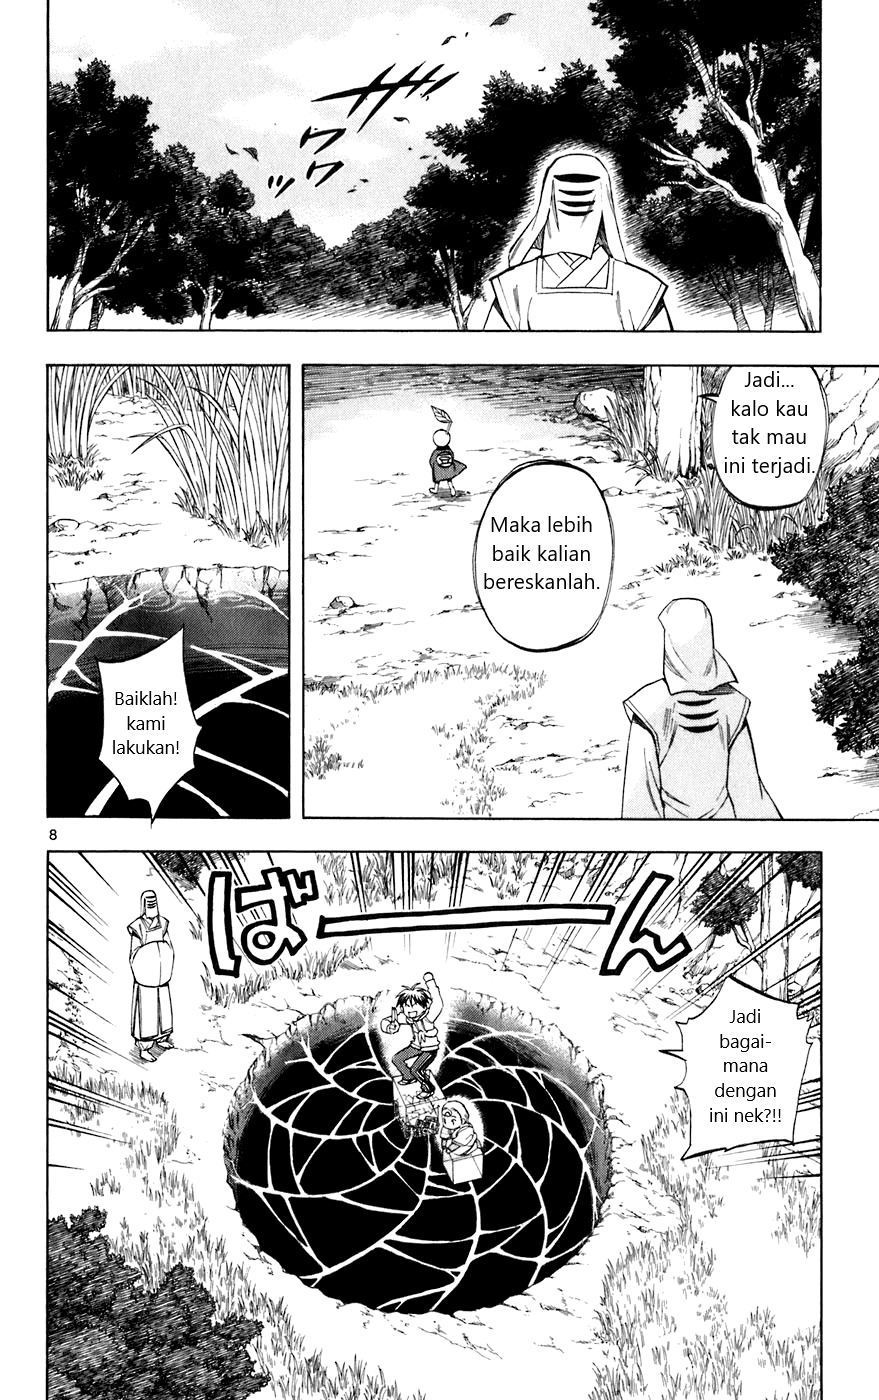 ザワワッ
Jadi...
kalo kau
tak mau
ini terjadi.
Maka lebih
baik kalian
bereskanlah.
Baiklah!
kami
lakukan!
8
ばーーん
Jadi
bagai-
mana
dengan
ini nek?!!